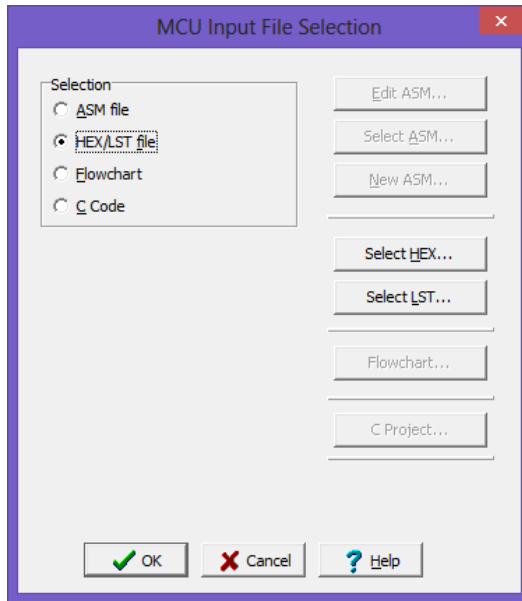 MCU Input File Selection
Selection
ASM file
HEX/LST file
Flowchart
C Code
Edit ASM...
Select ASM...
New ASM...
Select HEX...
Select LST...
Flowchart...
C Project...
OK
Cancel
Help